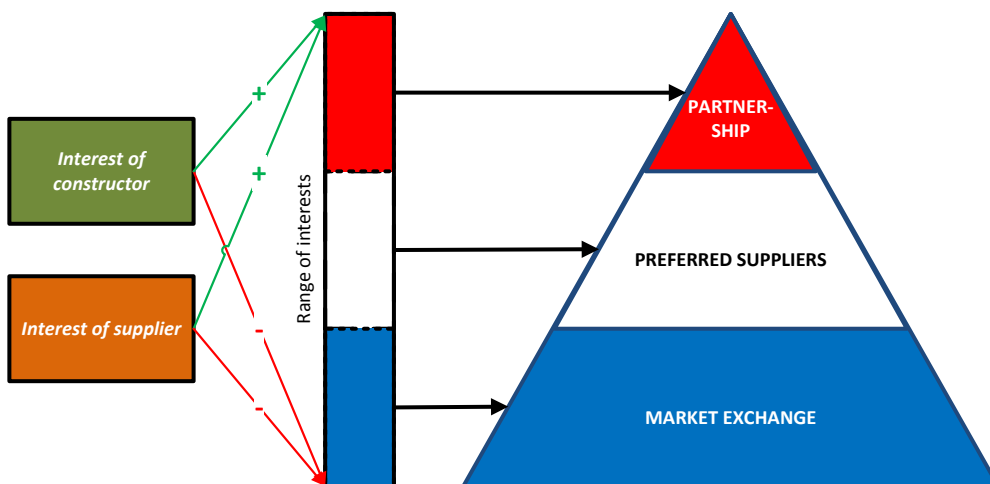 PARTNER-
SHIP
+
Interest of
constructor
+
Range of interests
PREFERRED SUPPLIERS
Interest of supplier
-
-
MARKET EXCHANGE